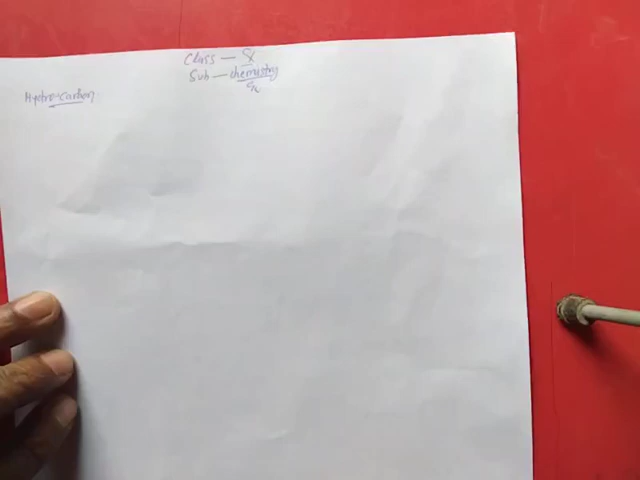 Class — X
Sub — chemistry
Hydro-carbon